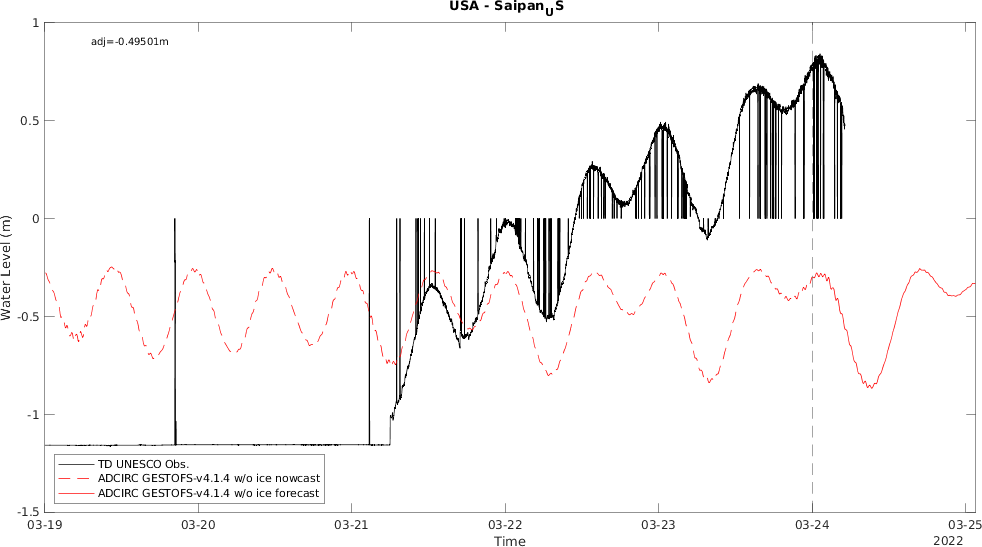 USA - Saipan_US
adj=-0.49501m
1
0.5
0
-0.5
-1
-1.5
Water Level (m)
TD UNESCO Obs.
ADCIRC GESTOFS-v4.1.4 w/o ice nowcast
ADCIRC GESTOFS-v4.1.4 w/o ice forecast
03-19 03-20 03-21 03-22 03-23 03-24 03-25
Time
2022